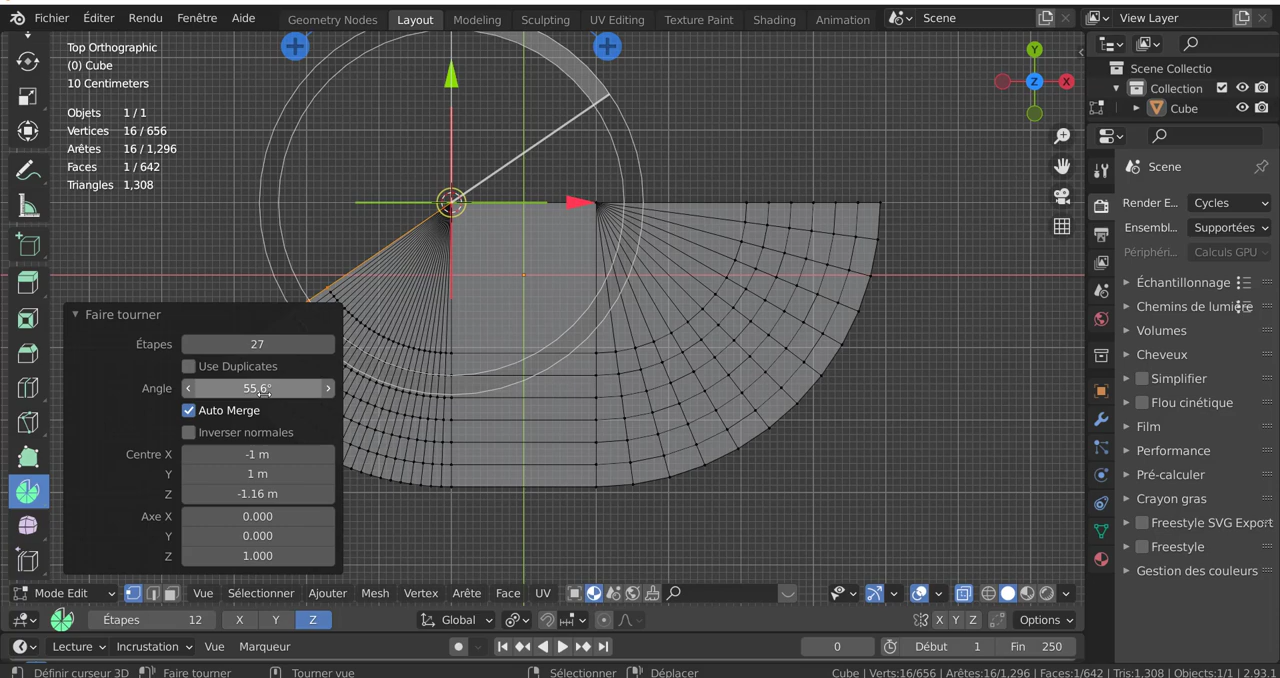 Fichier Éditer Rendu Fenêtre Aide Geometry Nodes Layout Modeling Sculpting UV Editing Texture Paint Shading Animation Scene View Layer
Top Orthographic
(0) Cube
10 Centimeters
Objets 1 / 1
Vertices 16 / 656
Arêtes 16 / 1,296
Faces 1 / 642
Triangles 1,308
Y
Z
X
Scene Collectio
Collection
Cube
Scene
Render E... Cycles
Ensembl... Supportées
Périphéri... Calculs GPU
Échantillonnage
Chemins de lumière
Volumes
Cheveux
Simplifier
Flou cinétique
Film
Performance
Pré-calculer
Crayon gras
Freestyle SVG Export
Freestyle
Gestion des couleurs
Faire tourner
Étapes 27
Use Duplicates
Angle 55.6°
Auto Merge
Inverser normales
Centre X -1 m
Y 1 m
Z -1.16 m
Axe X 0.000
Y 0.000
Z 1.000
Mode Edit Vue Sélectionner Ajouter Mesh Vertex Arête Face UV
Étapes 12 X Y Z Global X Y Z Options
Lecture Incrustation Vue Marqueur 0 Début 1 Fin 250
Définir curseur 3D Faire tourner Tourner vue Sélectionner Déplacer Cube | Verts:16/656 | Arêtes:16/1,296 | Faces:1/642 | Tris:1,308 | Objects:1/1 | 2.93.1